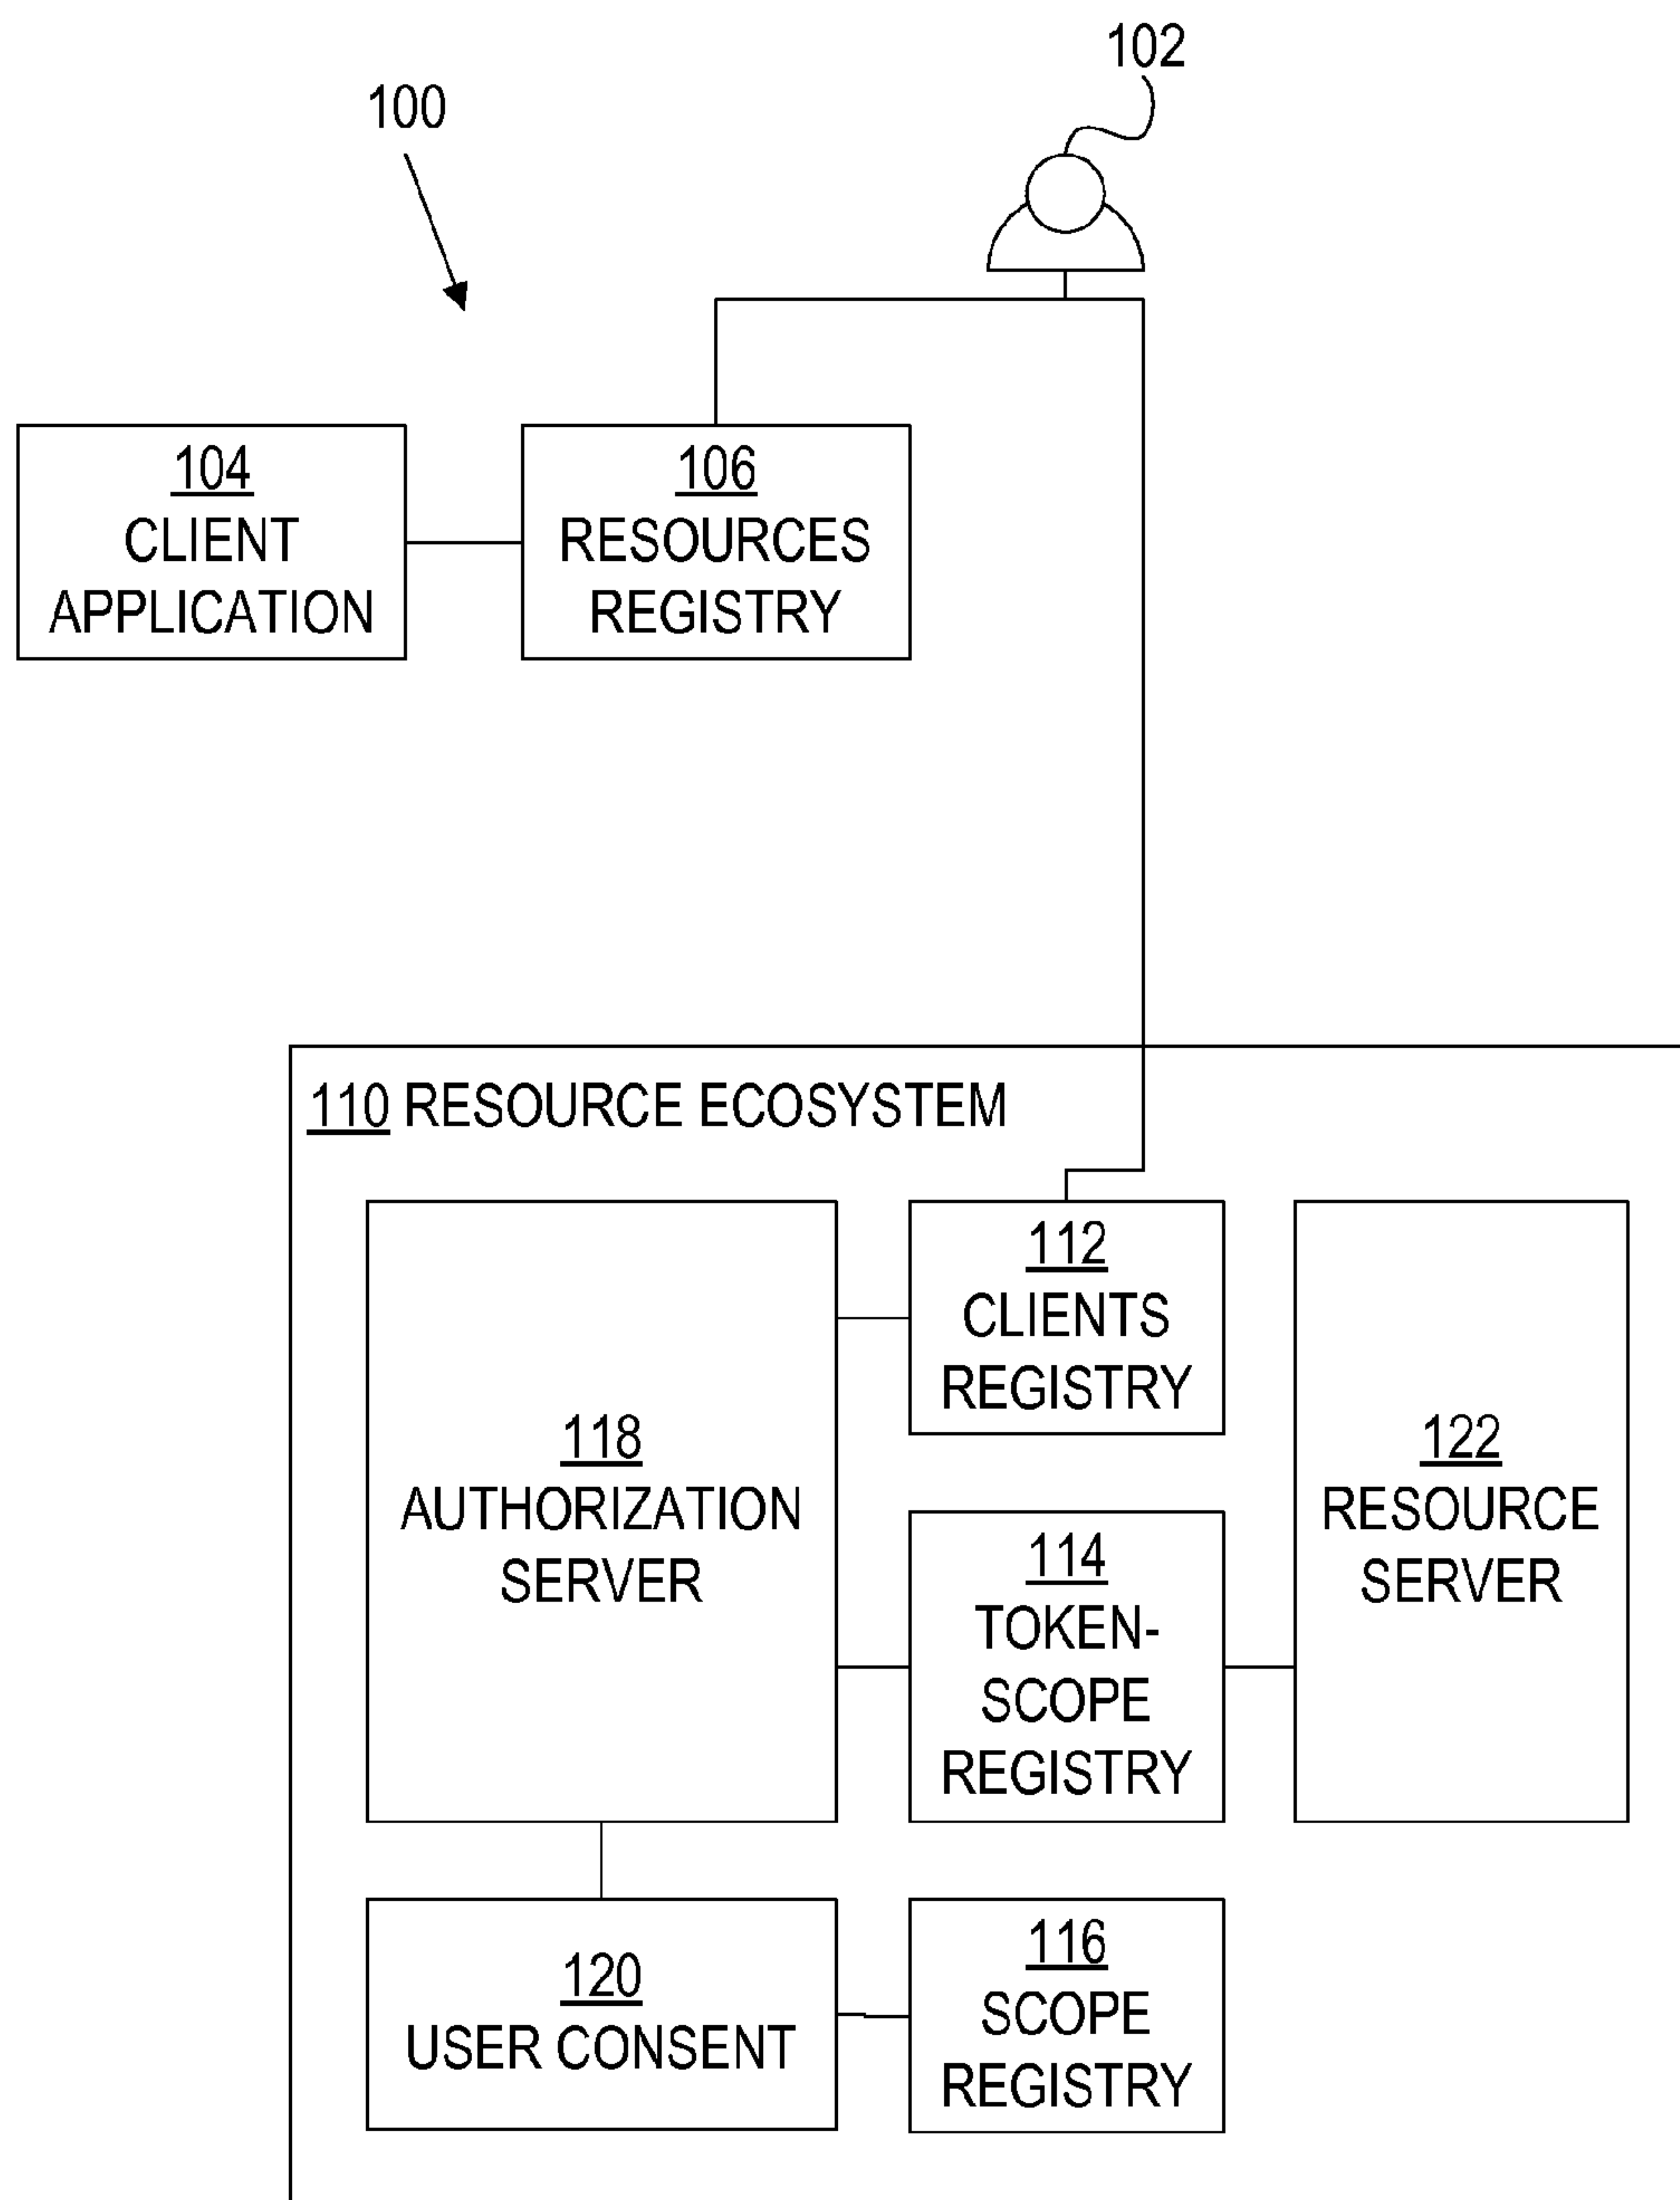 102
100
104
CLIENT
APPLICATION
106
RESOURCES
REGISTRY
110 RESOURCE ECOSYSTEM
118
AUTHORIZATION
SERVER
112
CLIENTS
REGISTRY
114
TOKEN-
SCOPE
REGISTRY
122
RESOURCE
SERVER
120
USER CONSENT
116
SCOPE
REGISTRY